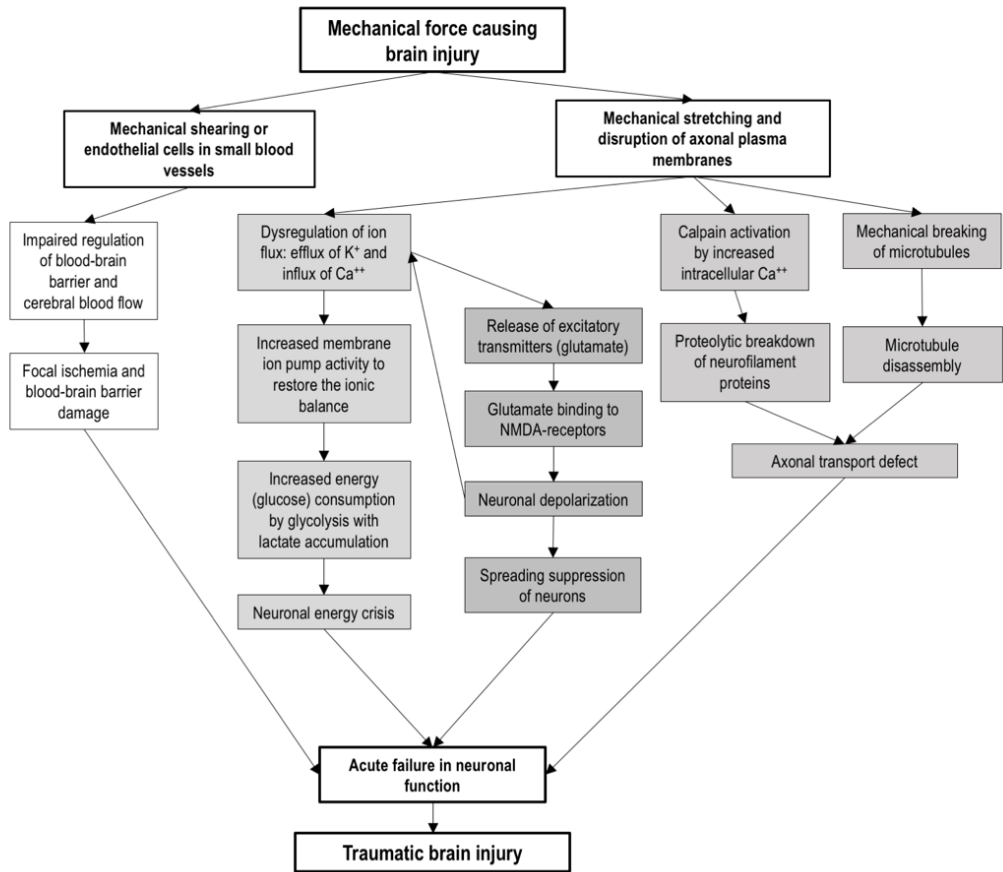 Mechanical force causing
brain injury
Mechanical shearing or
endothelial cells in small blood
vessels
Mechanical stretching and
disruption of axonal plasma
membranes
Impaired regulation
of blood-brain
barrier and
cerebral blood flow
Focal ischemia and
blood-brain barrier
damage
Dysregulation of ion
flux: efflux of K⁺ and
influx of Ca⁺⁺
Increased membrane
ion pump activity to
restore the ionic
balance
Increased energy
(glucose) consumption
by glycolysis with
lactate accumulation
Neuronal energy crisis
Release of excitatory
transmitters (glutamate)
Glutamate binding to
NMDA-receptors
Neuronal depolarization
Spreading suppression
of neurons
Calpain activation
by increased
intracellular Ca⁺⁺
Proteolytic breakdown
of neurofilament
proteins
Mechanical breaking
of microtubules
Microtubule
disassembly
Axonal transport defect
Acute failure in neuronal
function
Traumatic brain injury